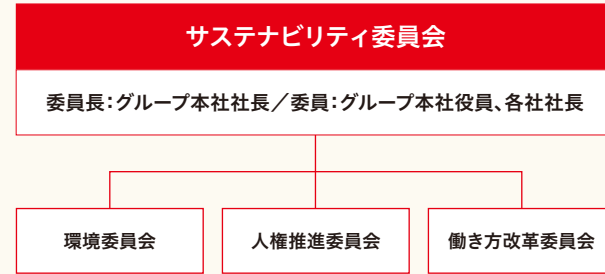 サステナビリティ委員会
委員長：グループ本社社長／委員：グループ本社役員、各社社長
環境委員会
人権推進委員会
働き方改革委員会